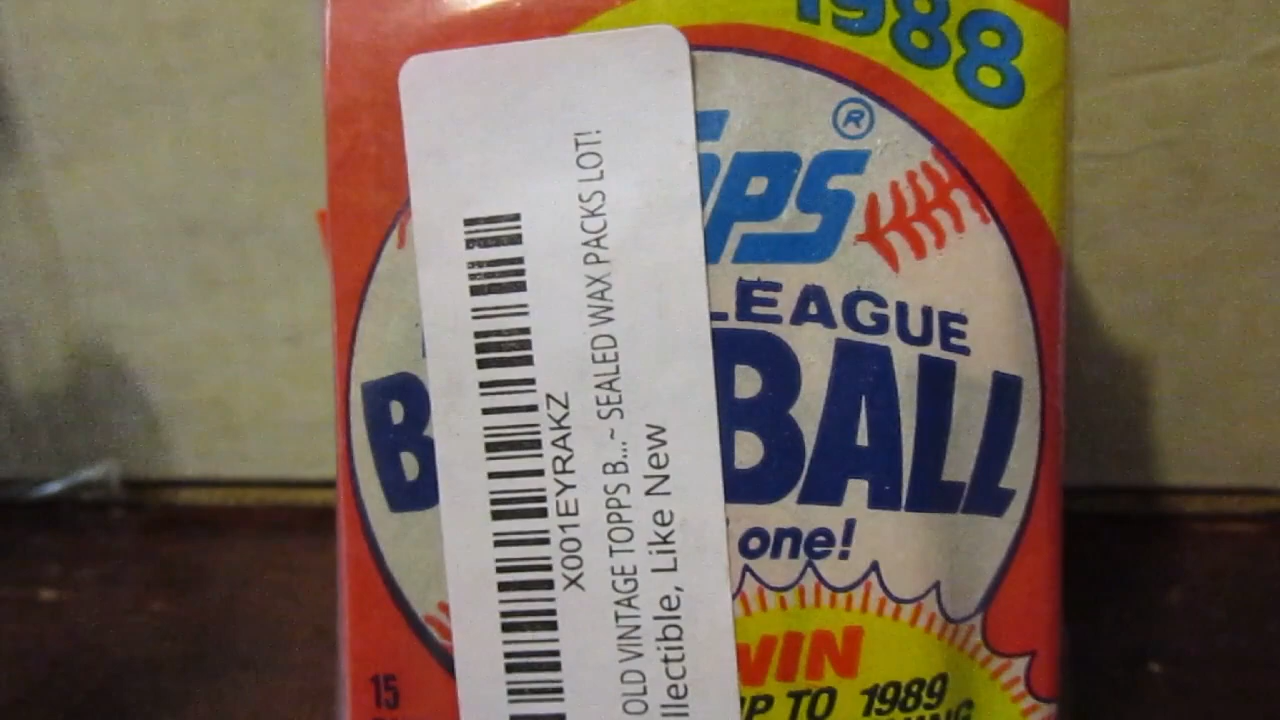 1988
PPS®
LEAGUE
B BALL
one!
WIN
UP TO 1989
15
X001EYRAKZ
OLD VINTAGE TOPPS B...~ SEALED WAX PACKS LOT!
llectible, Like New